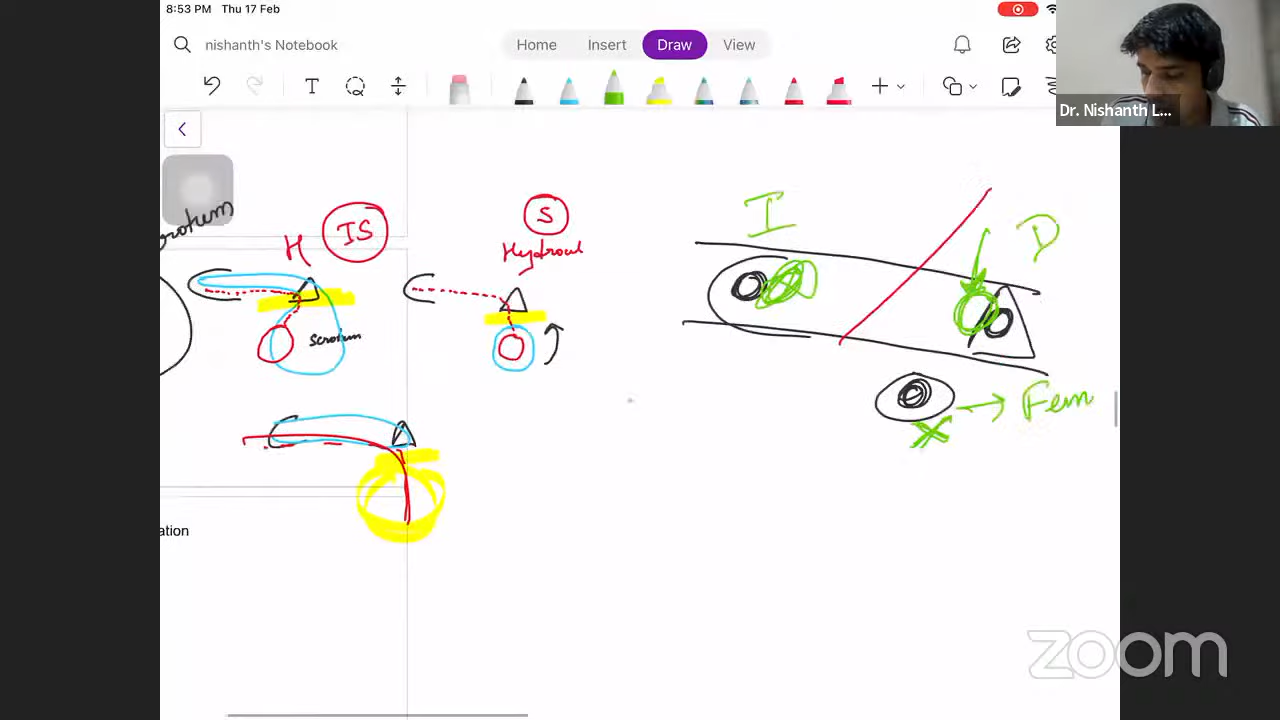 8:53 PM Thu 17 Feb
nishanth's Notebook
Home Insert Draw View
T
Dr. Nishanth L...
rotum
H
IS
S
Hydrocel
Scrotum
I
D
Fem
ation
zoom